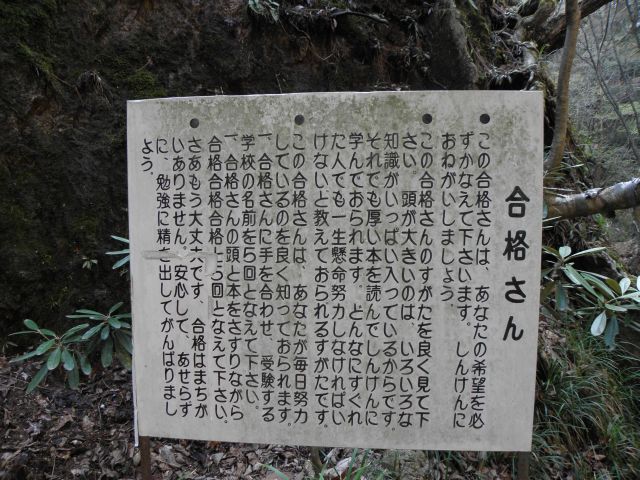 合格さん
この合格さんは、あなたの希望を必
ずかなえて下さいます。しんけんに
おねがいしましょう。
この合格さんのすがたを良く見て下
さい、頭が大きいのは、いろいろな
知識がいっぱい入っているからです。
それでも厚い本を読んでしんけんに
学んでおられます。どんなにすぐれ
た人でも一生懸命努力しなければい
けないと教えておられるすがたです。
この合格さんは、あなたが毎日努力
しているのを良く知っておられます。
一、合格さんに手を合わせ、受験する
学校の名前を5回となえて下さい。
一、合格さんの頭と本をさすりながら
合格合格合格と5回となえて下さい。
さあもう大丈夫です、合格はまちが
いありません、安心して、あせらず
に、勉強に精を出してがんばりまし
よう。